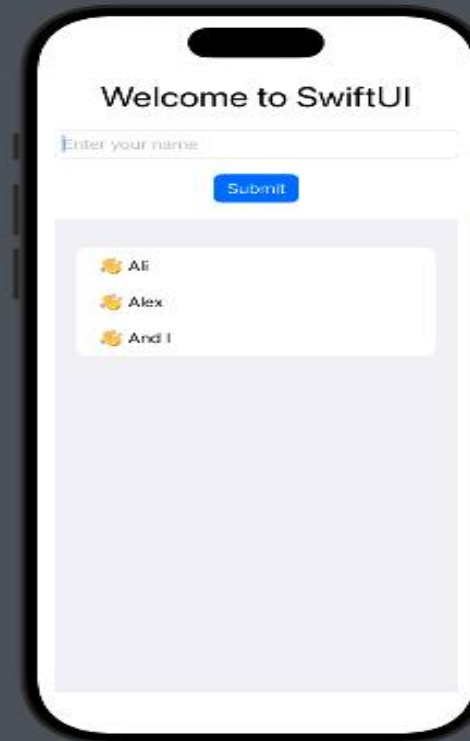 Welcome to SwiftUI
Enter your name
Submit
👋 Ali
👋 Alex
👋 And I